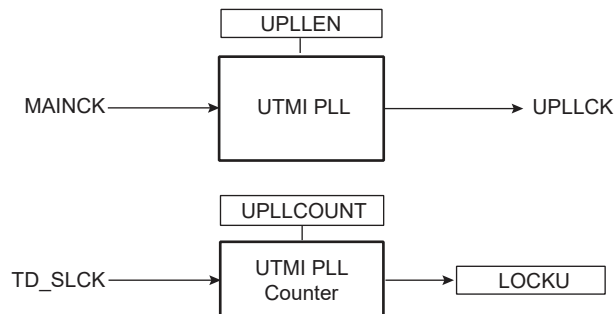 UPLLEN
MAINCK
UTMI PLL
UPLLCK
UPLLCOUNT
TD_SLCK
UTMI PLL
Counter
LOCKU